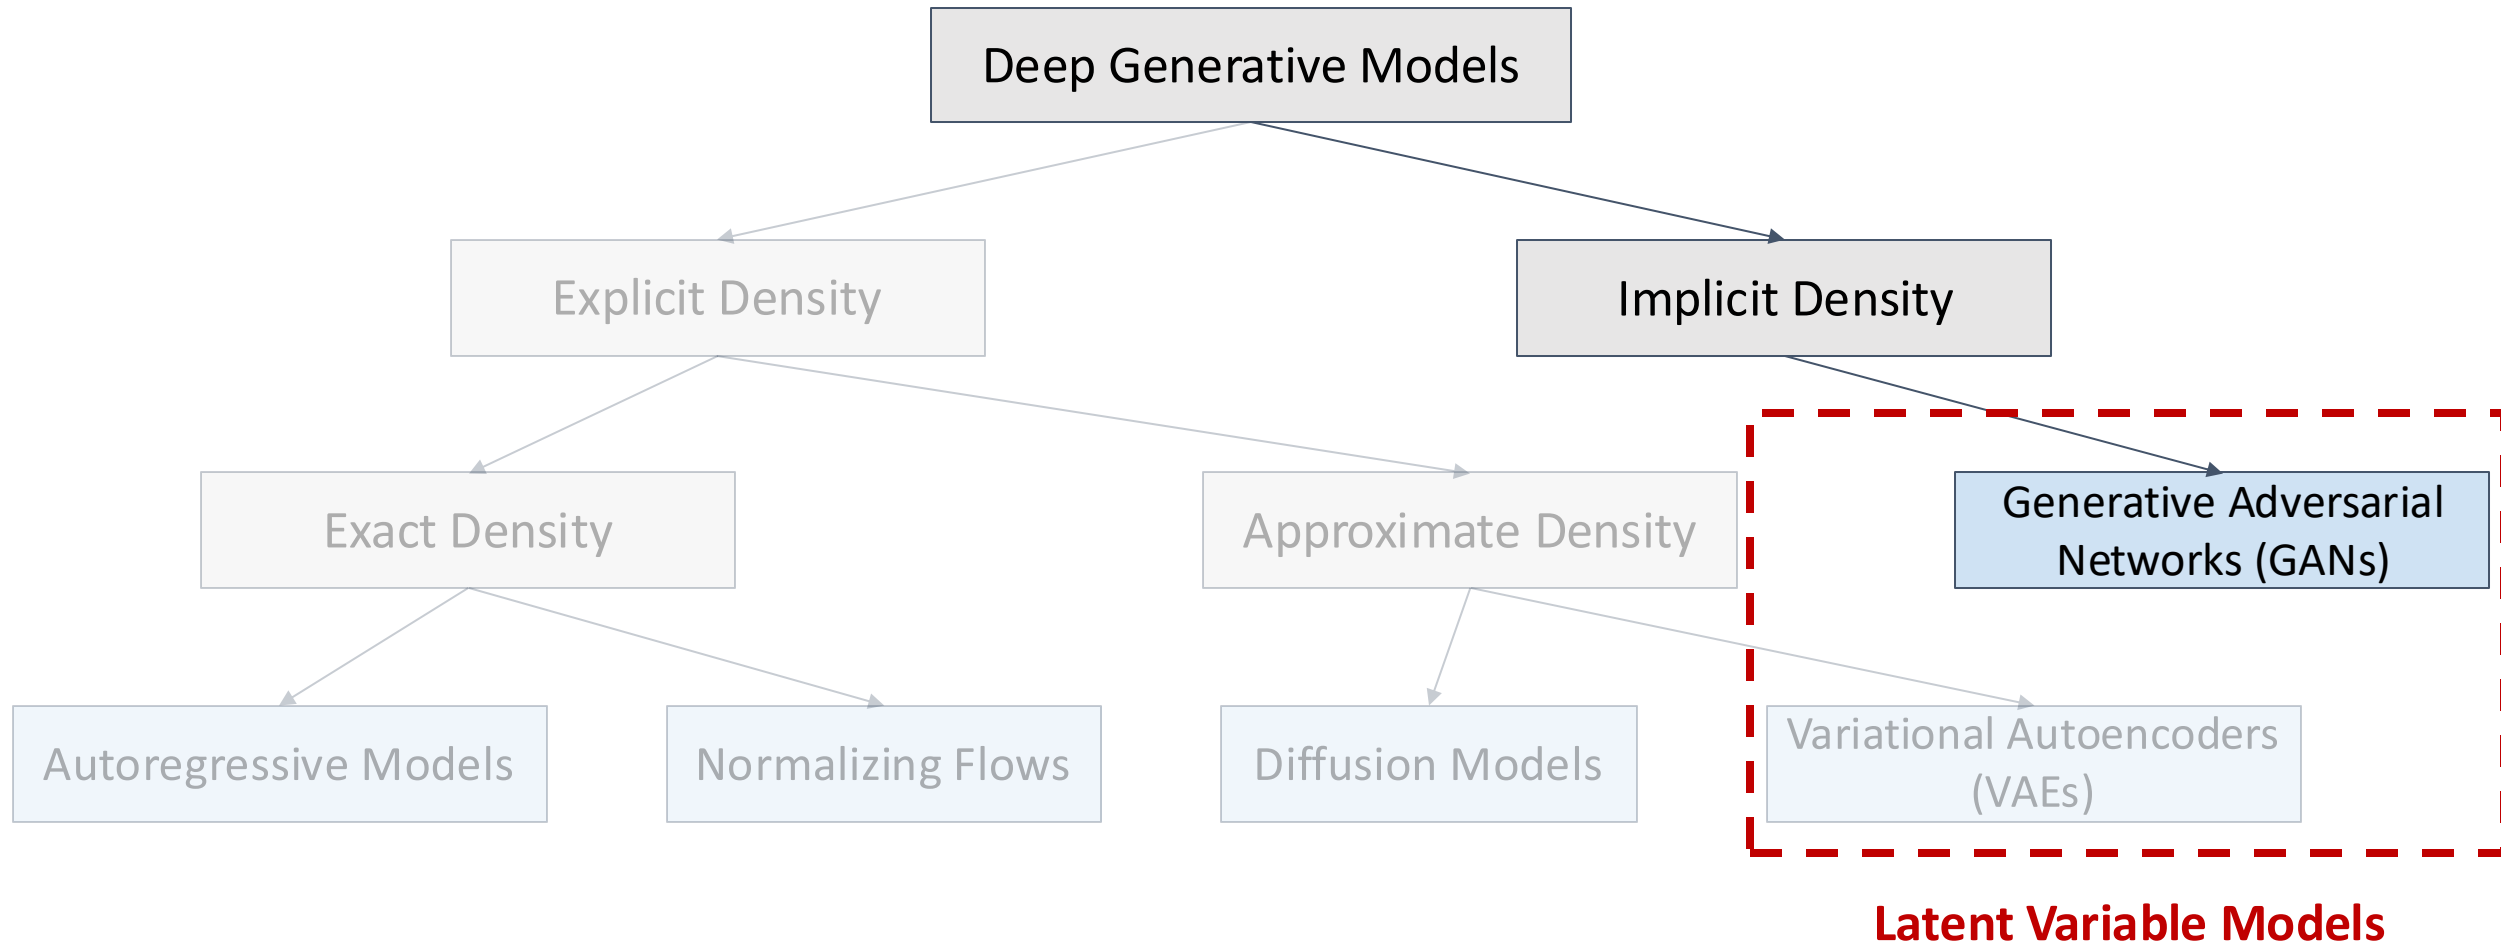 Deep Generative Models
Explicit Density
Implicit Density
Exact Density
Approximate Density
Generative Adversarial
Networks (GANs)
Autoregressive Models
Normalizing Flows
Diffusion Models
Variational Autoencoders
(VAEs)
Latent Variable Models